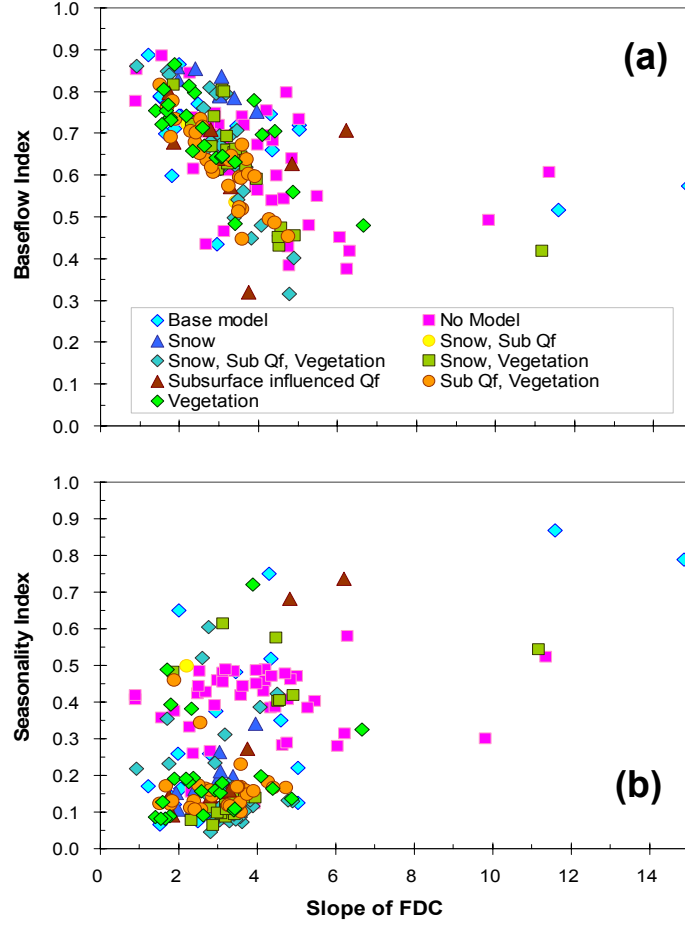 1.0
(a)
0.9
0.8
0.7
0.6
0.5
0.4
0.3
0.2
0.1
0.0
Baseflow Index
Base model
No Model
Snow
Snow, Sub Qf
Snow, Sub Qf, Vegetation
Snow, Vegetation
Subsurface influenced Qf
Sub Qf, Vegetation
Vegetation
1.0
0.9
0.8
0.7
0.6
0.5
0.4
0.3
0.2
0.1
0.0
Seasonality Index
(b)
0 2 4 6 8 10 12 14
Slope of FDC